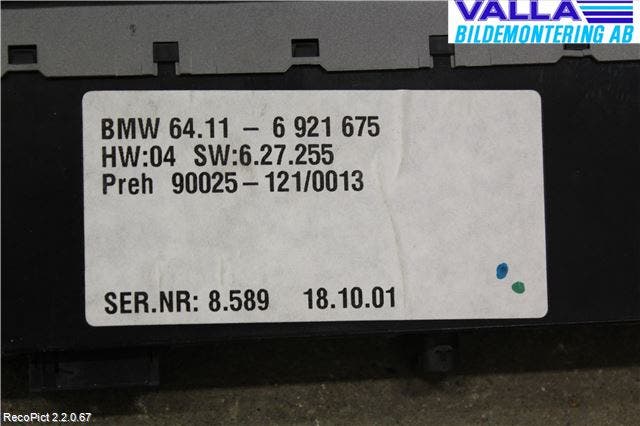 VALLA
BILDEMONTERING AB
BMW 64.11 – 6 921 675
HW:04 SW:6.27.255
Preh 90025–121/0013
SER.NR: 8.589 18.10.01
RecoPict 2.2.0.67